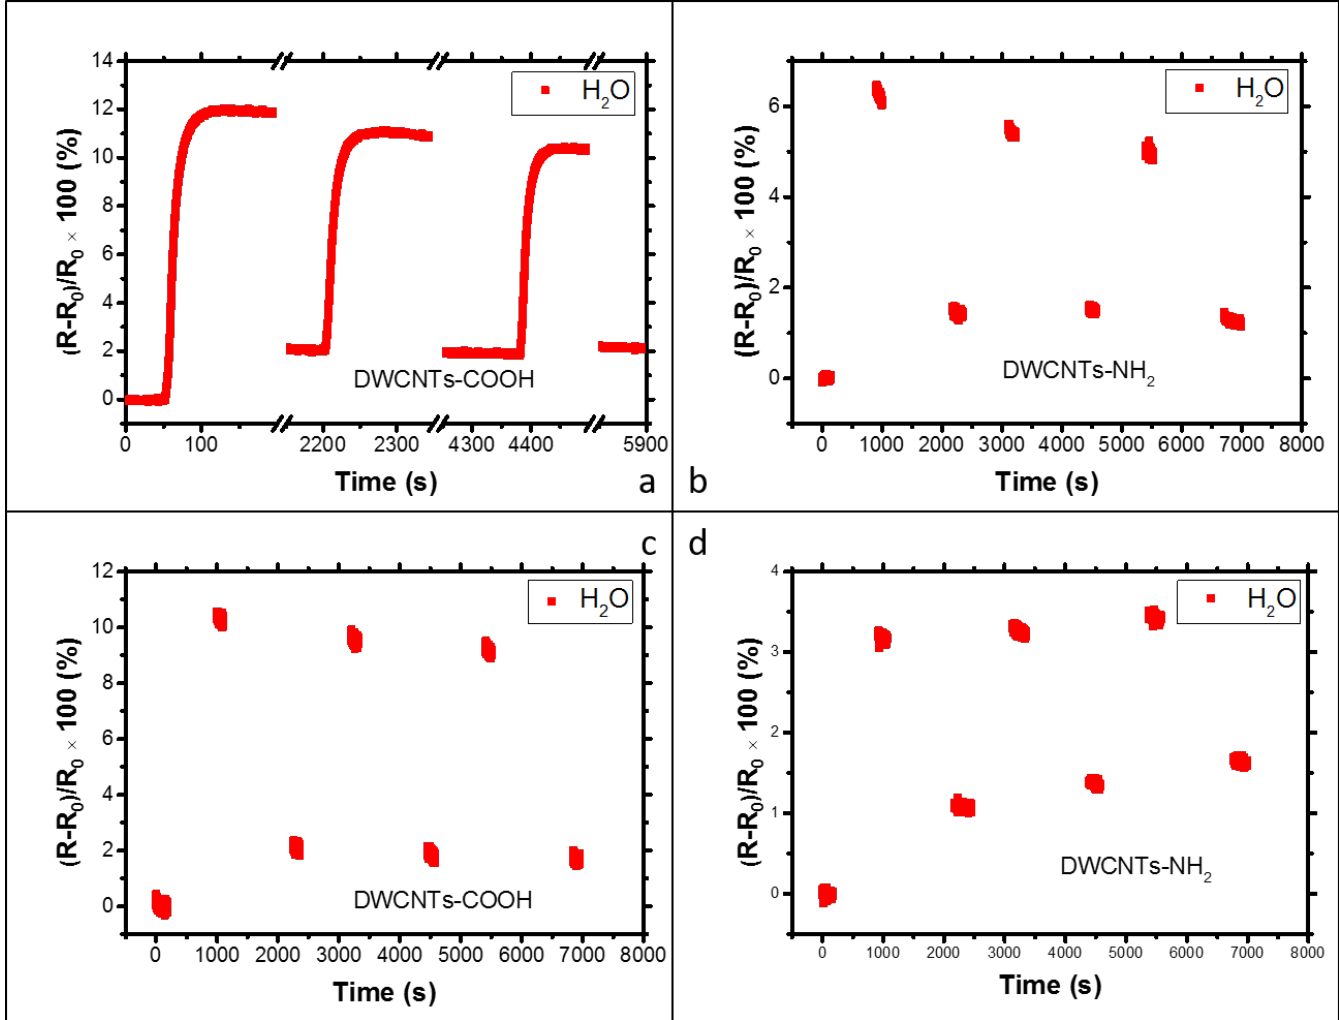 14
12
10
8
6
4
2
0
(R-R₀)/R₀ × 100 (%)
H₂O
DWCNTs-COOH
0 100 2200 2300 4300 4400 5900
Time (s)
a
6
4
2
0
(R-R₀)/R₀ × 100 (%)
H₂O
DWCNTs-NH₂
0 1000 2000 3000 4000 5000 6000 7000 8000
Time (s)
b
c
12
10
8
6
4
2
0
(R-R₀)/R₀ × 100 (%)
H₂O
DWCNTs-COOH
0 1000 2000 3000 4000 5000 6000 7000 8000
Time (s)
d
4
3
2
1
0
(R-R₀)/R₀ × 100 (%)
H₂O
DWCNTs-NH₂
0 1000 2000 3000 4000 5000 6000 7000 8000
Time (s)